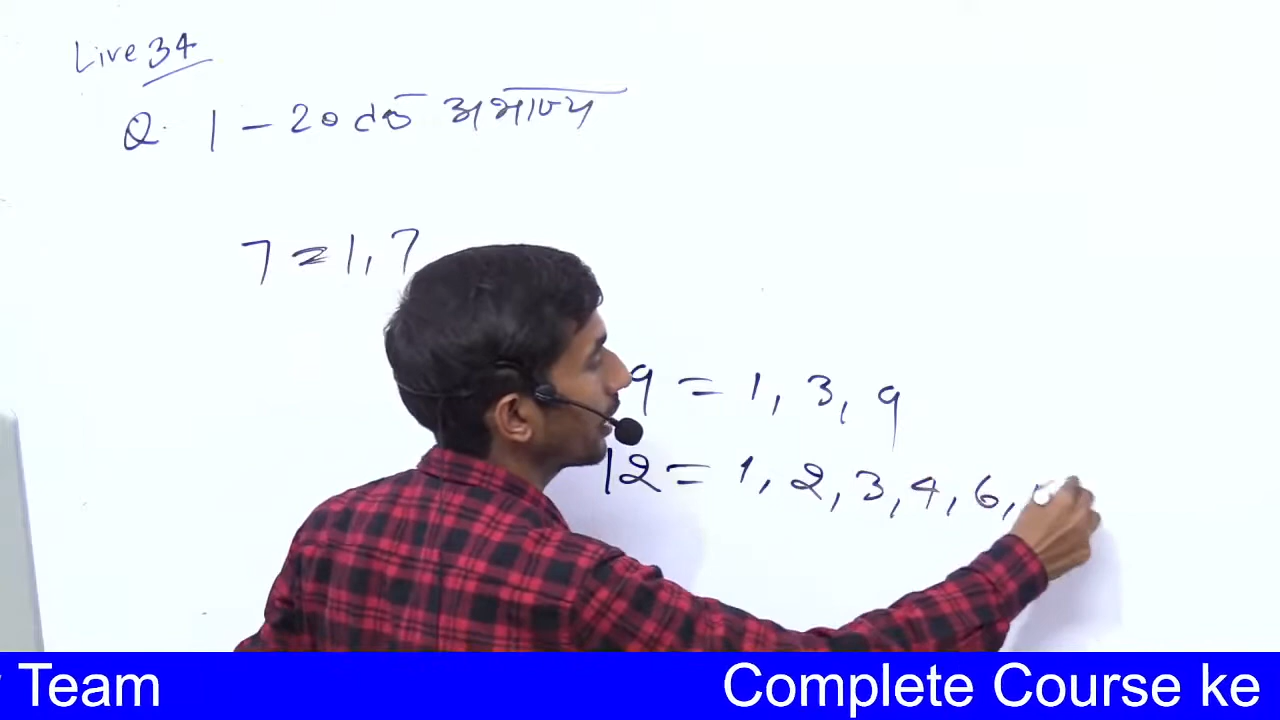 Live 34
Q. 1 - 20 तक अभाज्य
7 = 1, 7
9 = 1, 3, 9
12 = 1, 2, 3, 4, 6,
Team
Complete Course ke